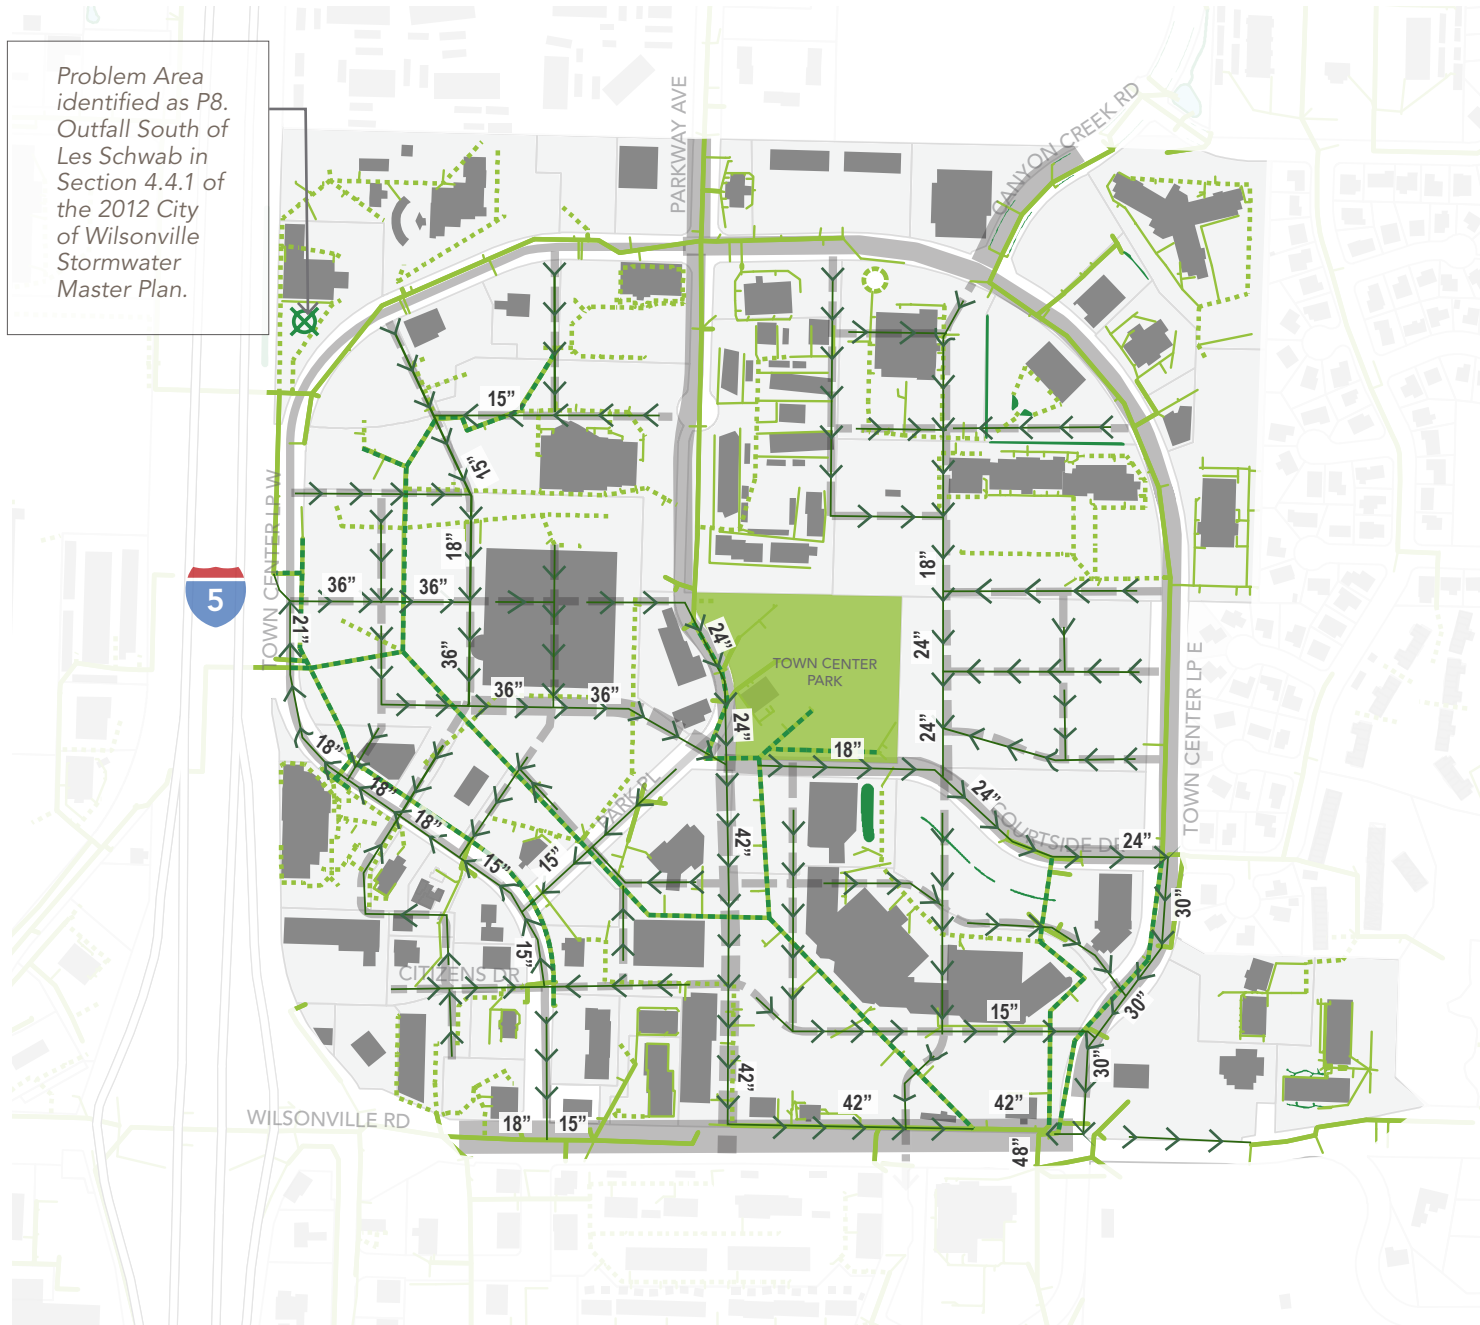 Problem Area
identified as P8.
Outfall South of
Les Schwab in
Section 4.4.1 of
the 2012 City
of Wilsonville
Stormwater
Master Plan.
PARKWAY AVE
CANYON CREEK RD
15”
15”
TOWN CENTER LP W
18”
18”
5
36”
36”
21”
36”
24”
24”
TOWN CENTER
PARK
TOWN CENTER LP E
36”
36”
24”
24”
18”
18”
18”
18”
PARK PL
24”
COURTSIDE DR
24”
42”
15”
15”
30”
15”
CITIZENS DR
30”
15”
30”
42”
WILSONVILLE RD
18”
15”
42”
42”
48”